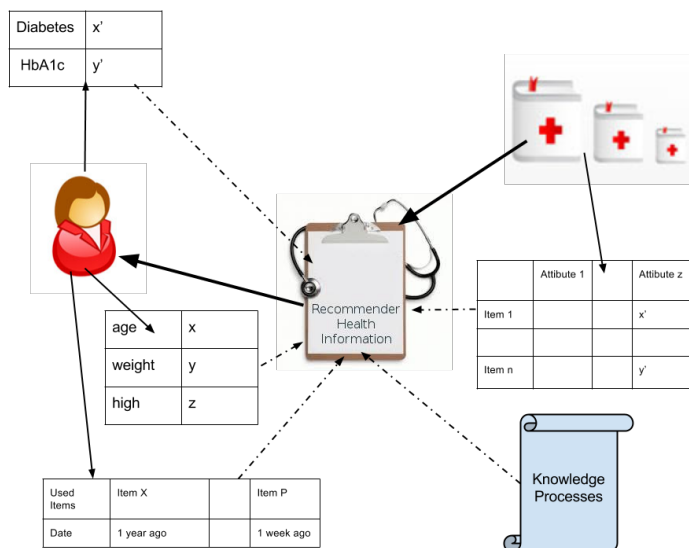 Diabetes x'
HbA1c y'
Attibute 1 Attibute z
Item 1 x'
Item n y'
Recommender
Health
Information
age x
weight y
high z
Knowledge
Processes
Used
Items Item X Item P
Date 1 year ago 1 week ago